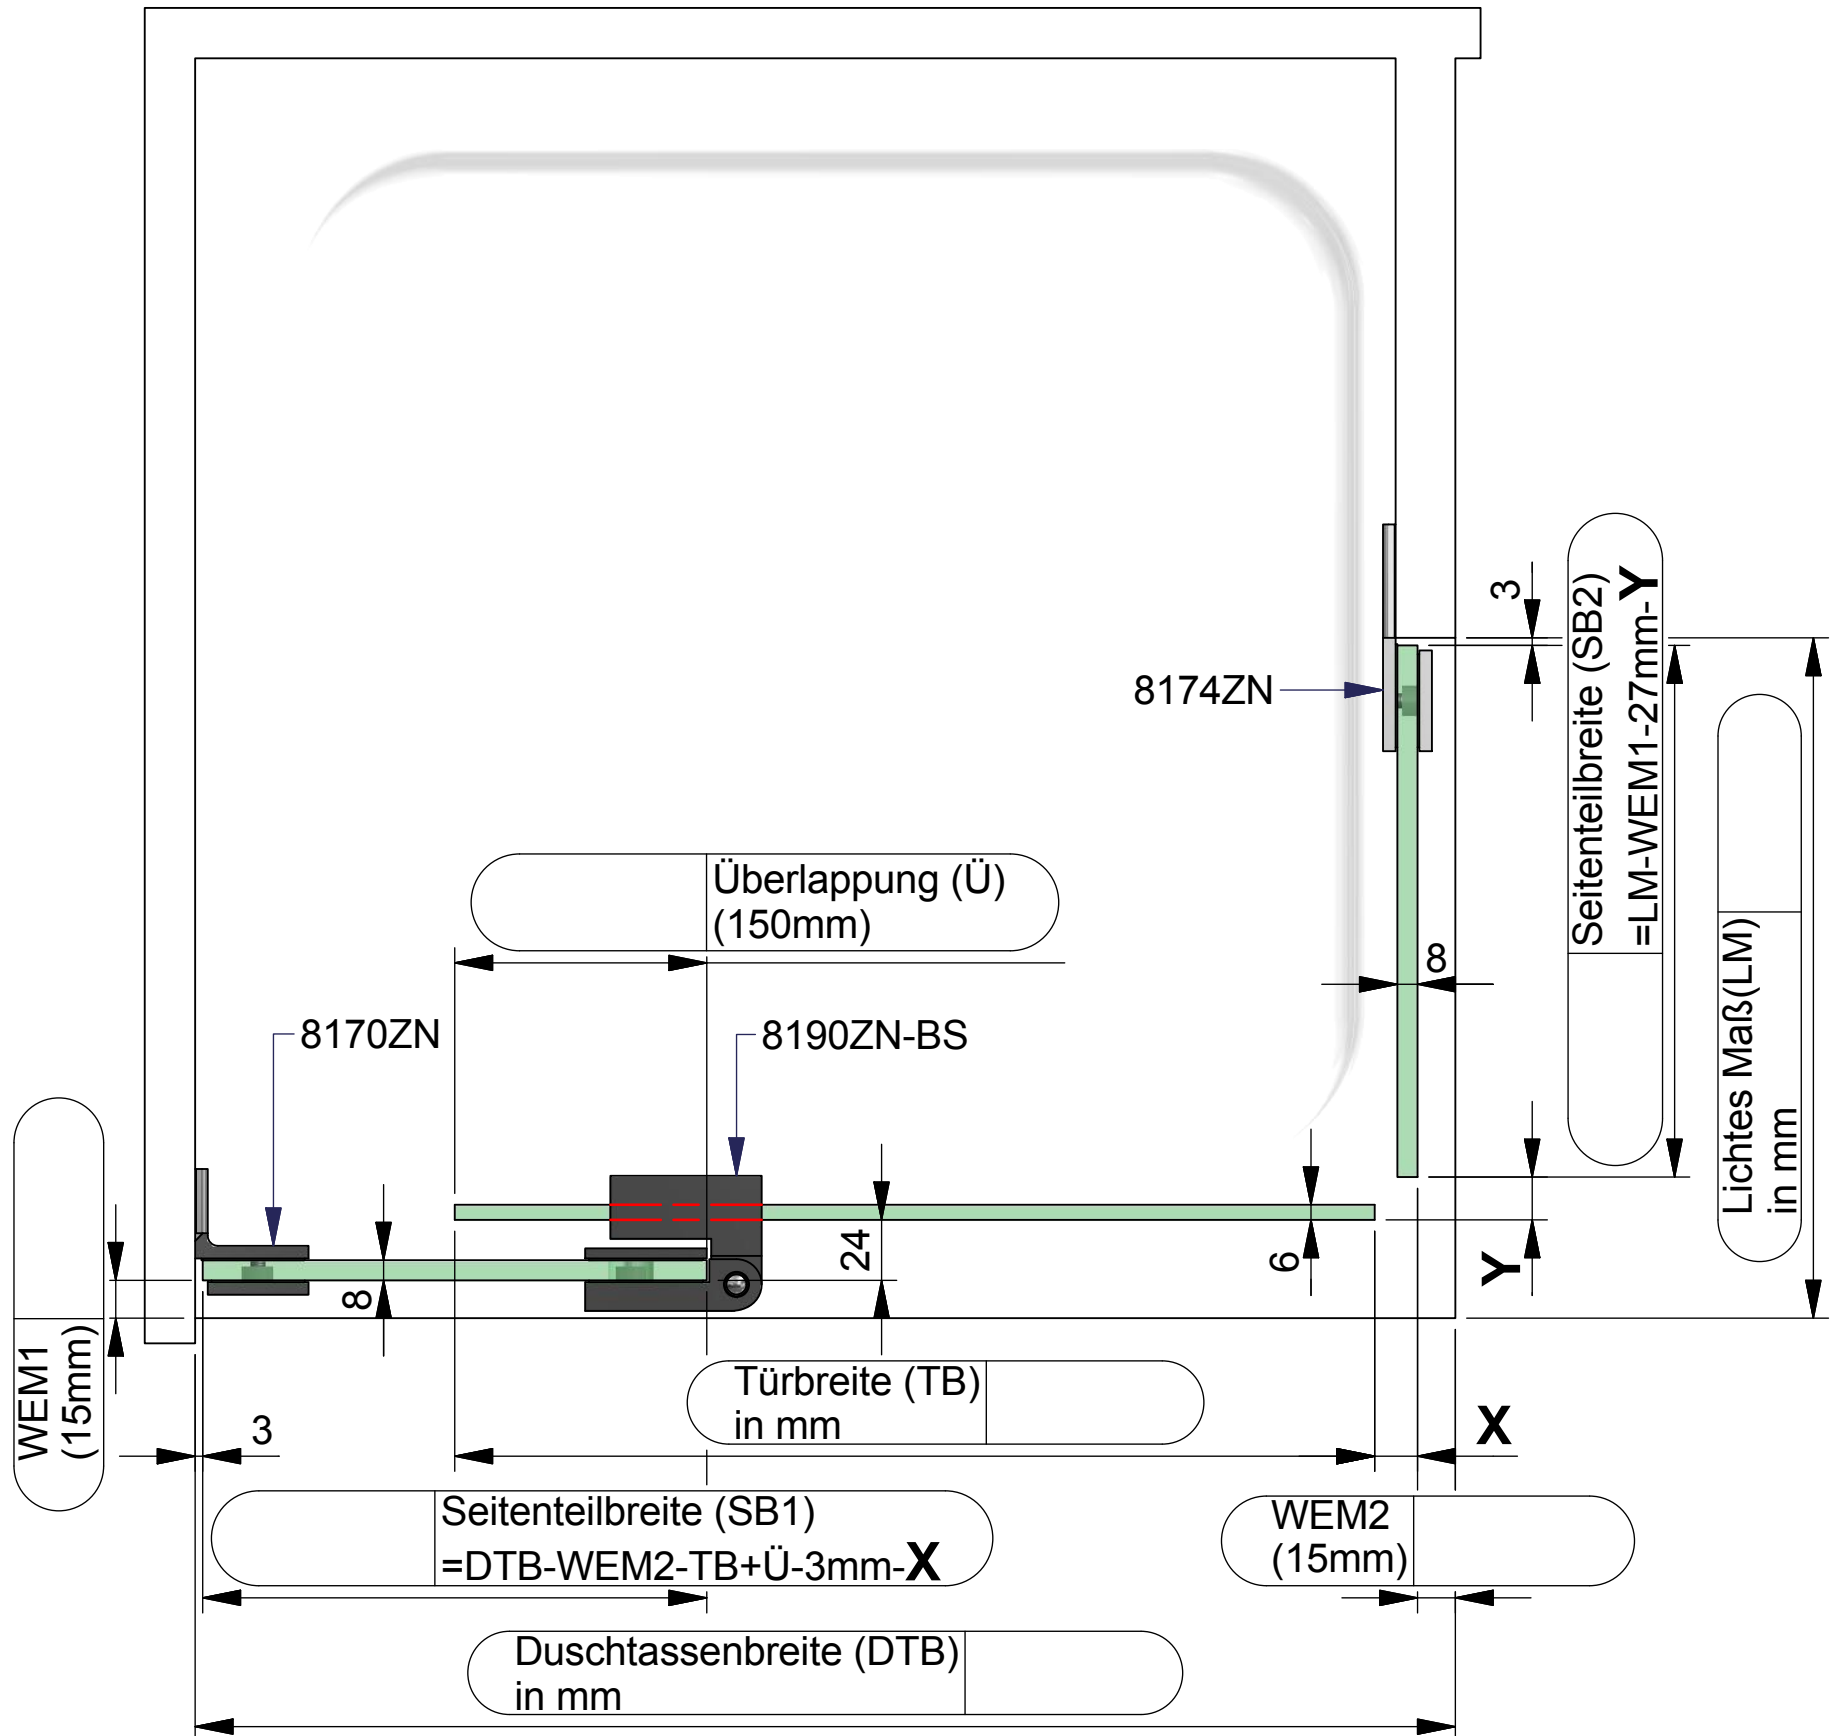 3
Seitenteilbreite (SB2)
=LM-WEM1-27mm-Y
8174ZN
Überlappung (Ü)
(150mm)
8
Lichtes Maß(LM)
in mm
8170ZN
8190ZN-BS
24
6
Y
8
WEM1
(15mm)
Türbreite (TB)
in mm
3
X
Seitenteilbreite (SB1)
=DTB-WEM2-TB+Ü-3mm-X
WEM2
(15mm)
Duschtassenbreite (DTB)
in mm